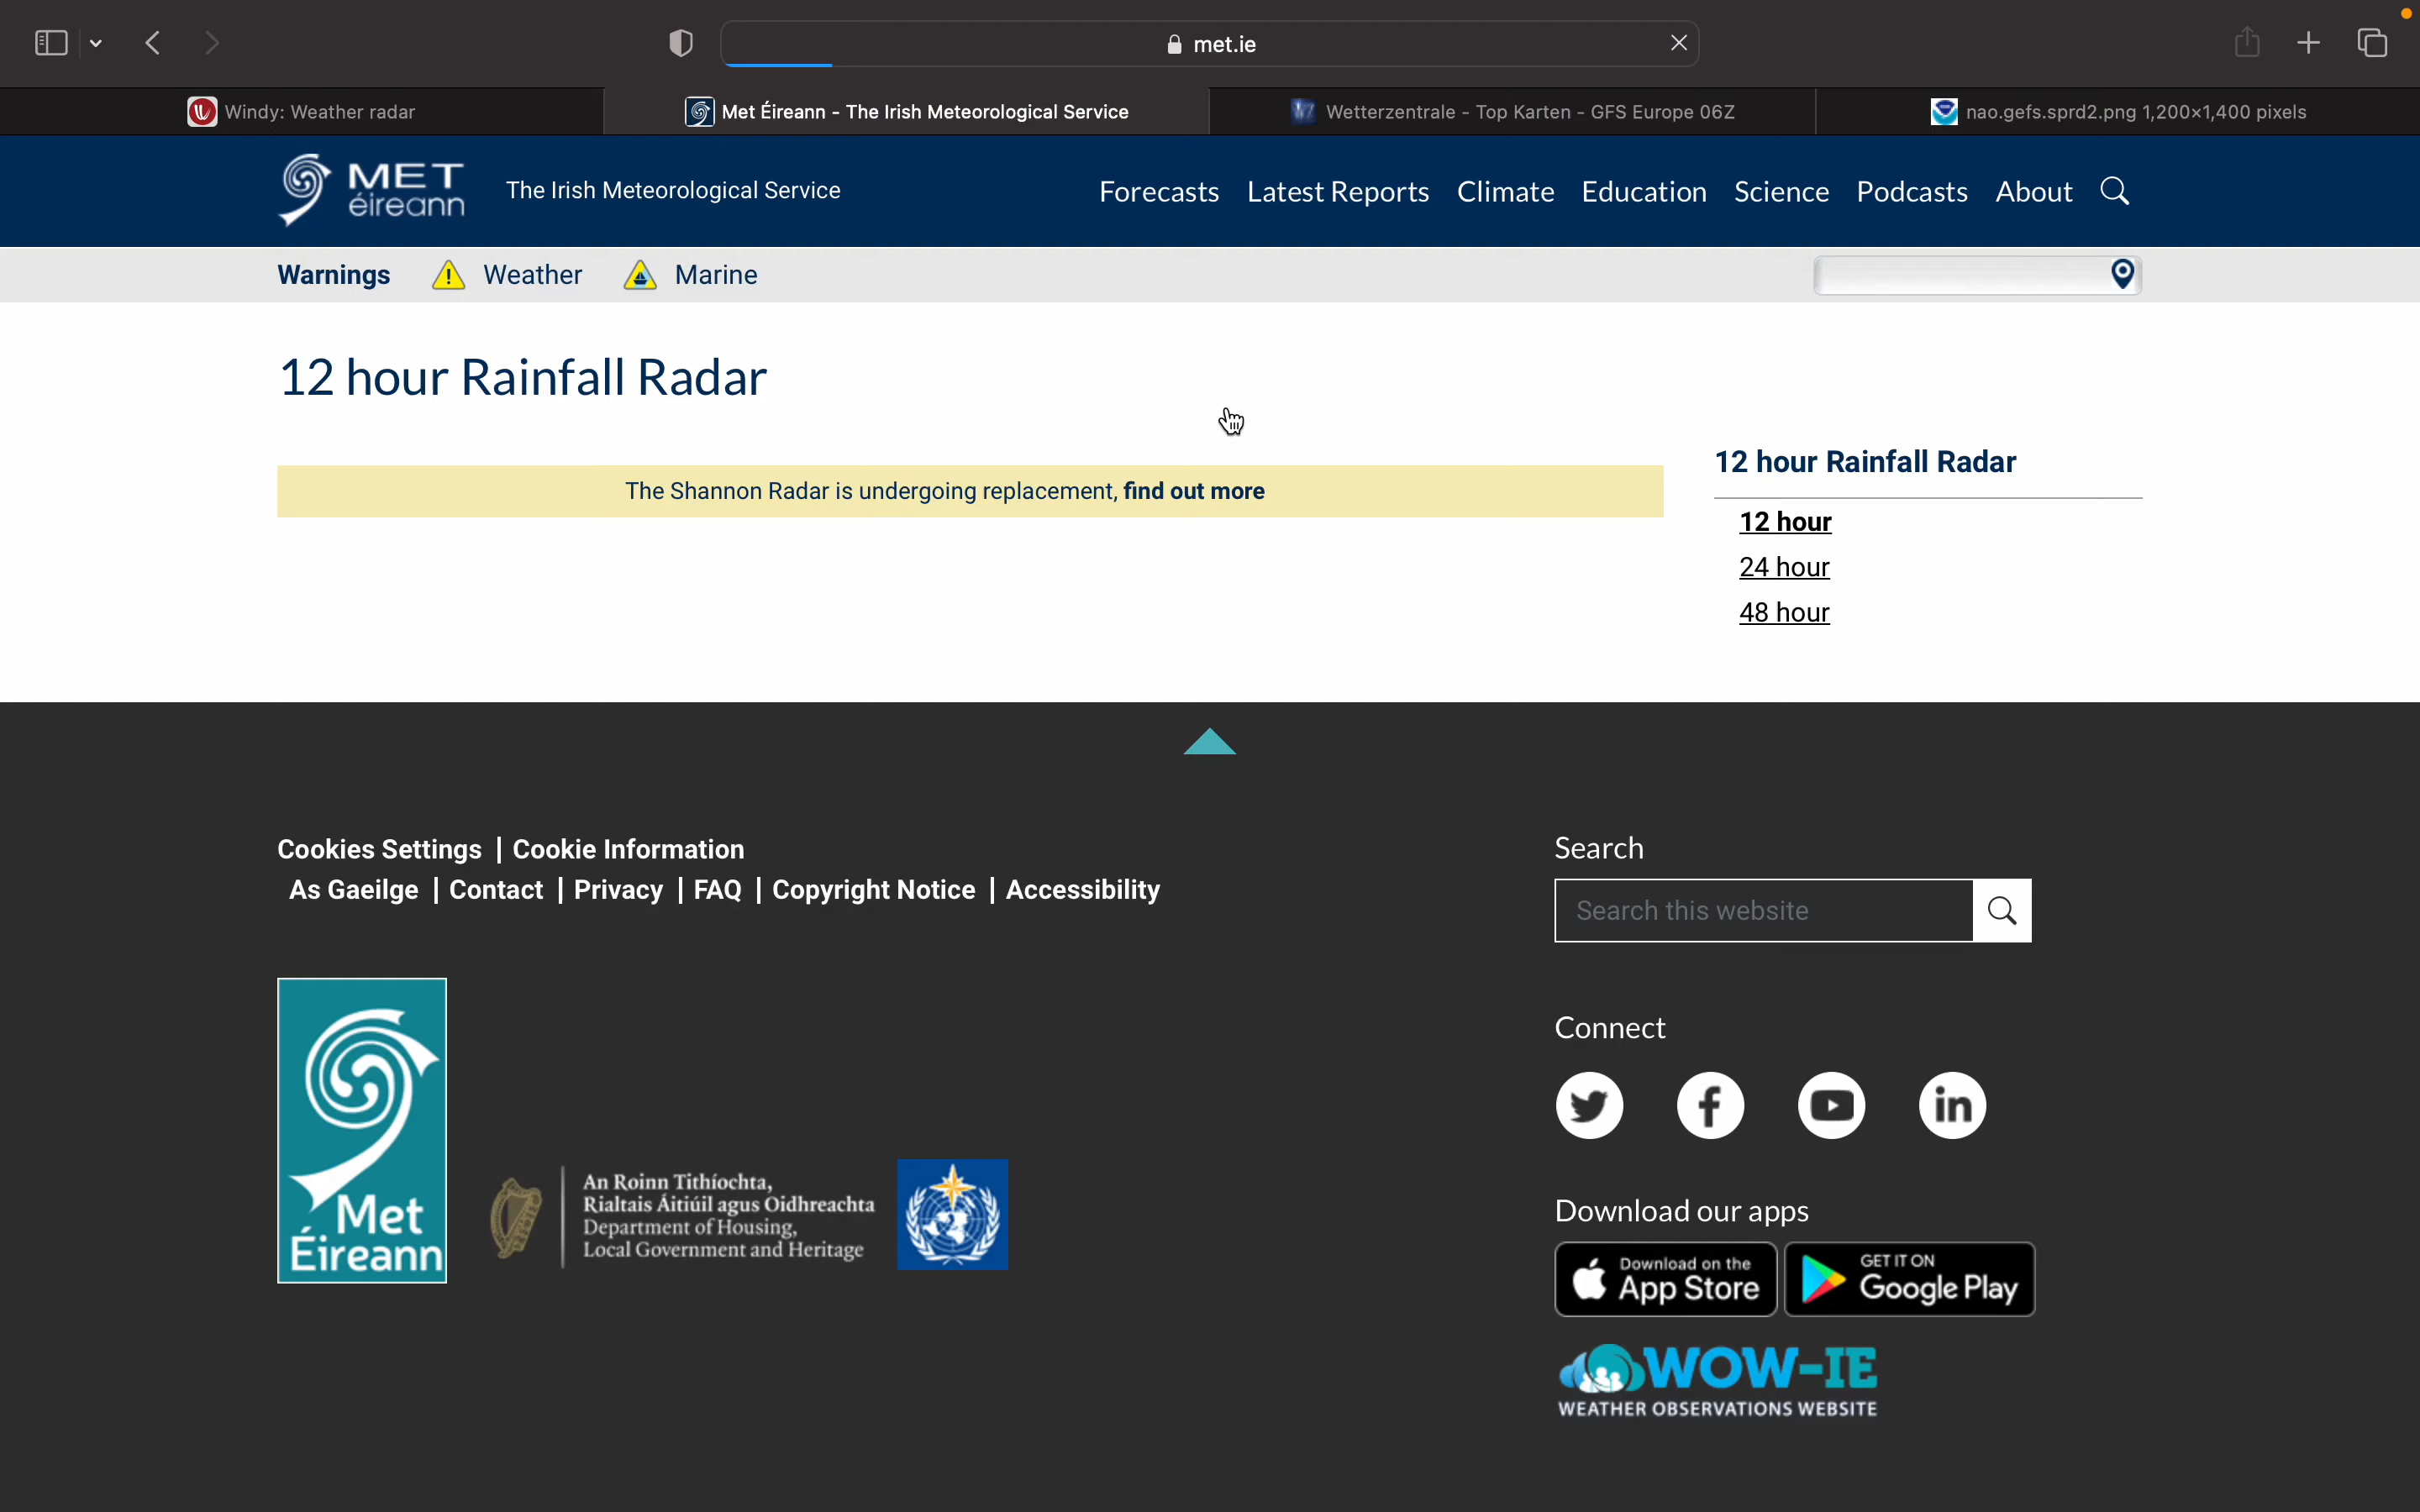 met.ie
Windy: Weather radar
Met Éireann - The Irish Meteorological Service
Wetterzentrale - Top Karten - GFS Europe 06Z
nao.gefs.sprd2.png 1,200×1,400 pixels
MET
éireann
The Irish Meteorological Service
Forecasts Latest Reports Climate Education Science Podcasts About
Warnings Weather Marine
12 hour Rainfall Radar
The Shannon Radar is undergoing replacement, find out more
12 hour Rainfall Radar
12 hour
24 hour
48 hour
Cookies Settings | Cookie Information
As Gaeilge | Contact | Privacy | FAQ | Copyright Notice | Accessibility
Met
Éireann
An Roinn Tithíochta,
Rialtais Áitiúil agus Oidhreachta
Department of Housing,
Local Government and Heritage
Search
Search this website
Connect
Download our apps
Download on the
App Store
GET IT ON
Google Play
WOW-IE
WEATHER OBSERVATIONS WEBSITE